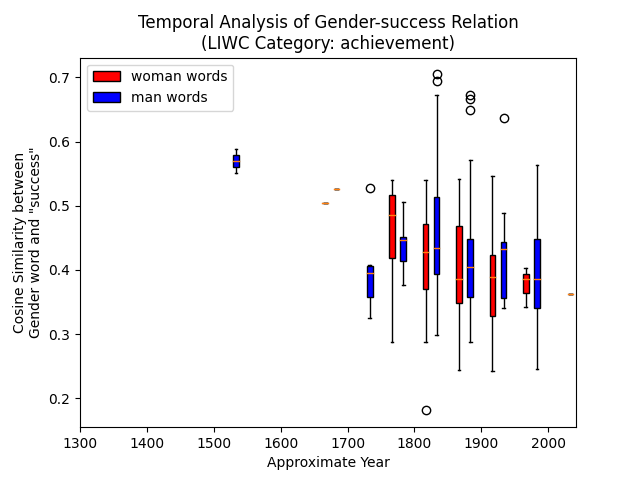 Temporal Analysis of Gender-success Relation
(LIWC Category: achievement)
woman words
man words
Cosine Similarity between
Gender word and "success"
0.7
0.6
0.5
0.4
0.3
0.2
1300 1400 1500 1600 1700 1800 1900 2000
Approximate Year